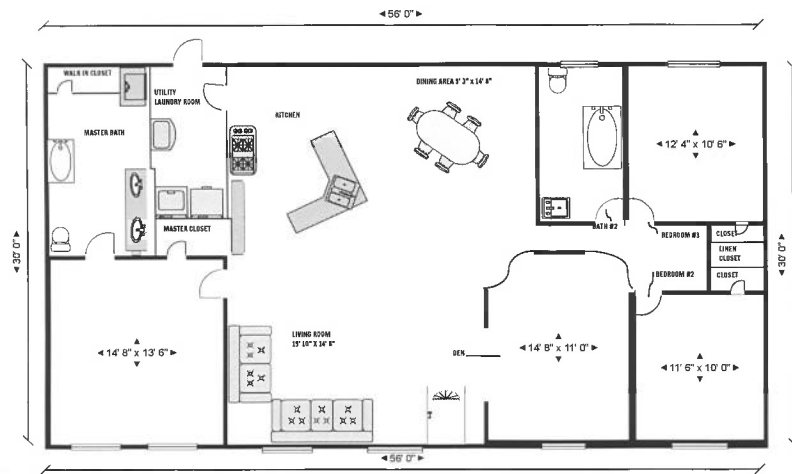 56' 0"
WALK IN CLOSET
UTILITY
LAUNDRY ROOM
MASTER BATH
KITCHEN
DINING AREA 9' 3" x 14' 8"
12' 4" x 10' 6"
30' 0"
30' 0"
MASTER CLOSET
BATH #2
BEDROOM #3
CLOSET
LINEN
CLOSET
BEDROOM #2
CLOSET
LIVING ROOM
15' 10" X 14' 8"
14' 8" x 13' 6"
DEN
14' 8" x 11' 0"
11' 6" x 10' 0"
56' 0"